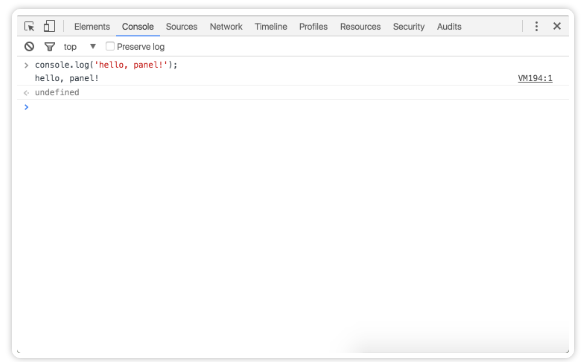 Elements Console Sources Network Timeline Profiles Resources Security Audits
top Preserve log
console.log('hello, panel!');
hello, panel! VM194:1
undefined